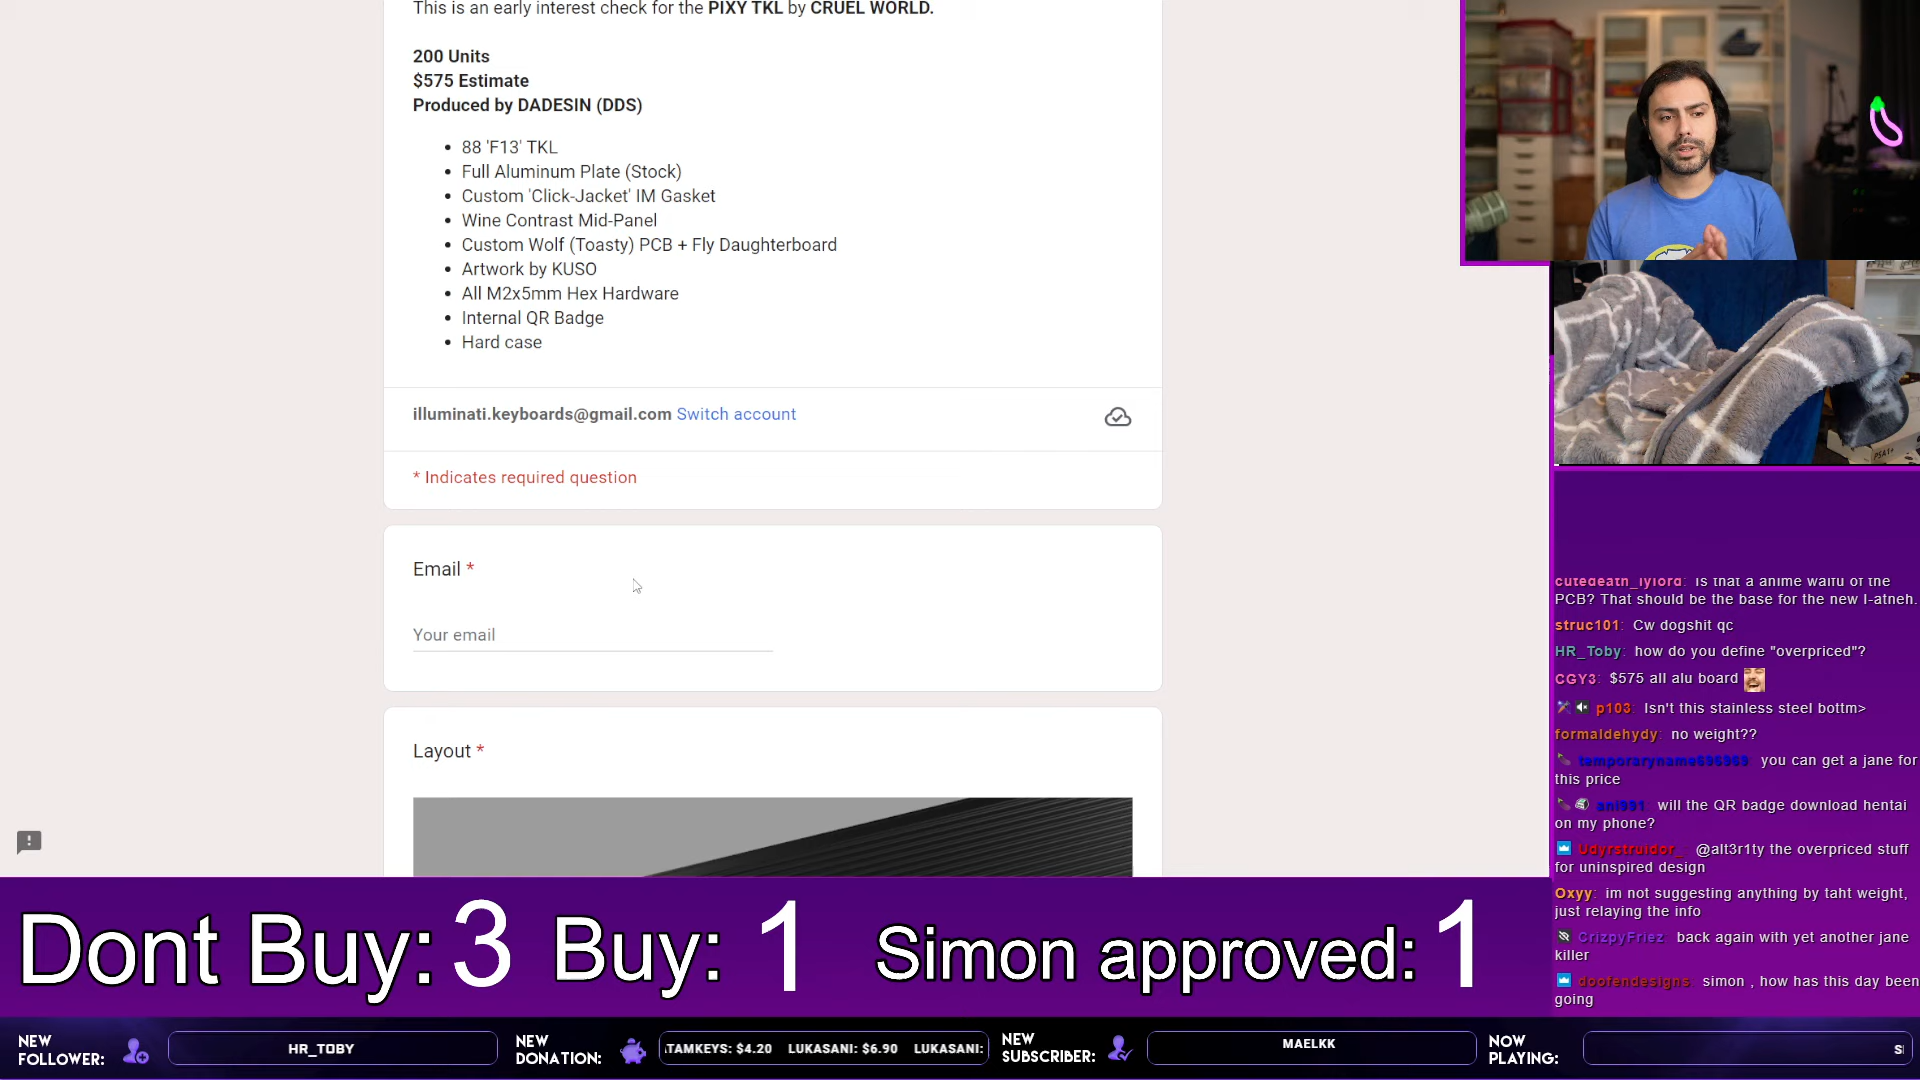 This is an early interest check for the PIXY TKL by CRUEL WORLD.
200 Units
$575 Estimate
Produced by DADESIN (DDS)
88 'F13' TKL
Full Aluminum Plate (Stock)
Custom 'Click-Jacket' IM Gasket
Wine Contrast Mid-Panel
Custom Wolf (Toasty) PCB + Fly Daughterboard
Artwork by KUSO
All M2x5mm Hex Hardware
Internal QR Badge
Hard case
illuminati.keyboards@gmail.com Switch account
* Indicates required question
Email *
Your email
Layout *
cutedeath_lylord: Is that a anime waifu of the
PCB? That should be the base for the new I-atneh.
struc101: Cw dogshit qc
HR_Toby: how do you define "overpriced"?
CGY3: $575 all alu board
p103: Isn't this stainless steel bottm>
formaldehydy: no weight??
temporaryname696969 you can get a jane for
this price
ani991: will the QR badge download hentai
on my phone?
Udyrstruidor_: @alt3r1ty the overpriced stuff
for uninspired design
Oxyy: im not suggesting anything by taht weight,
just relaying the info
CrizpyFriez: back again with yet another jane
killer
doofendesigns: simon , how has this day been
going
Dont Buy: 3 Buy: 1 Simon approved: 1
NEW
FOLLOWER:
HR_TOBY
NEW
DONATION:
TAMKEYS: $4.20 LUKASANI: $6.90 LUKASANI:
NEW
SUBSCRIBER:
MAELKK
NOW
PLAYING: